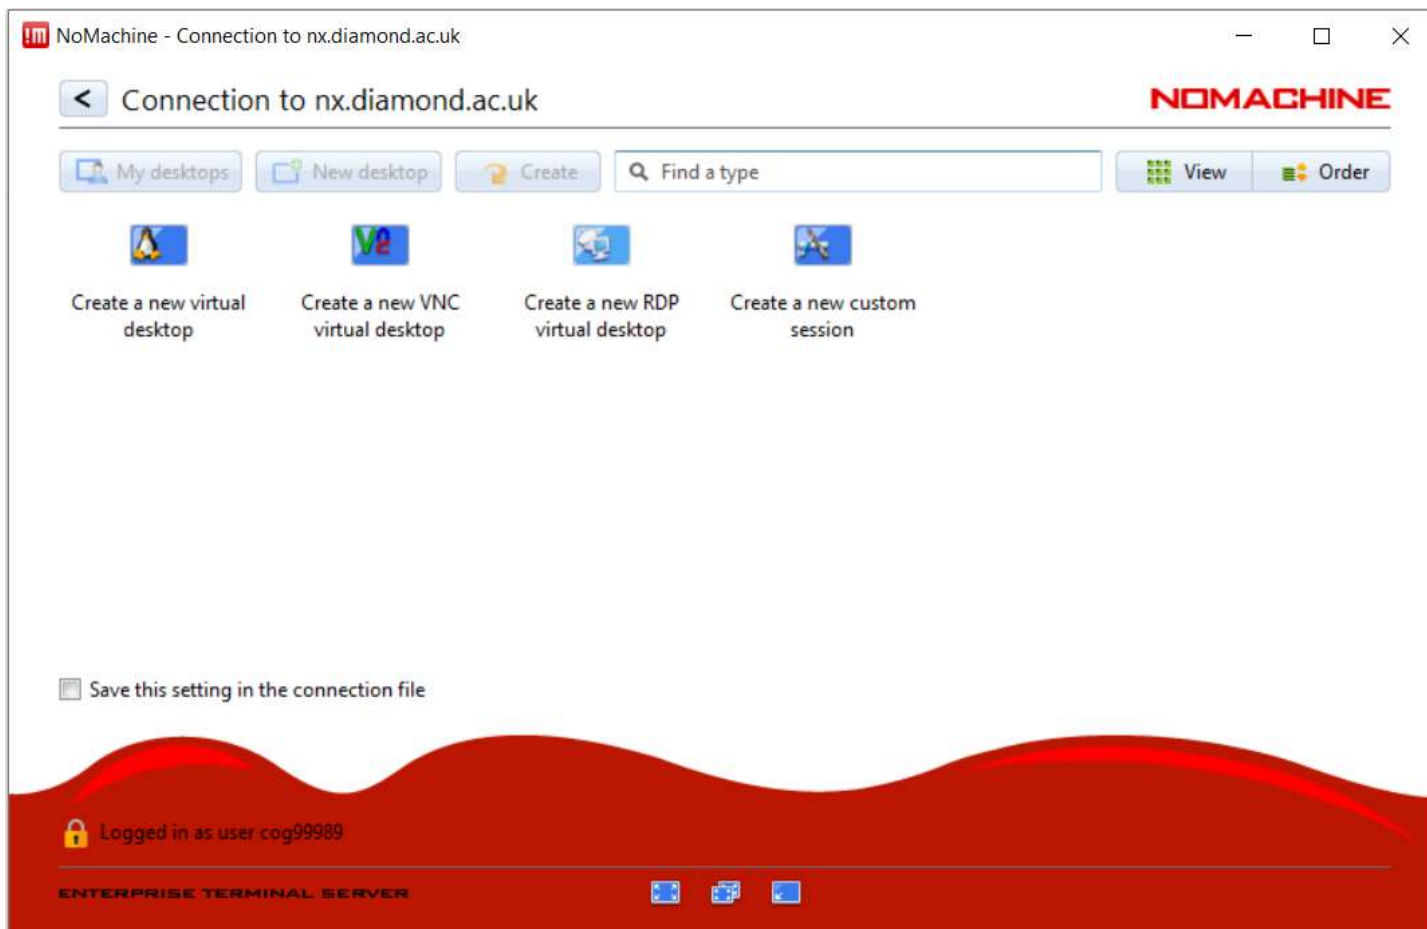 NoMachine - Connection to nx.diamond.ac.uk
Connection to nx.diamond.ac.uk
NOMACHINE
My desktops
New desktop
Create
Find a type
View
Order
Create a new virtual
desktop
Create a new VNC
virtual desktop
Create a new RDP
virtual desktop
Create a new custom
session
Save this setting in the connection file
Logged in as user cog99989
ENTERPRISE TERMINAL SERVER